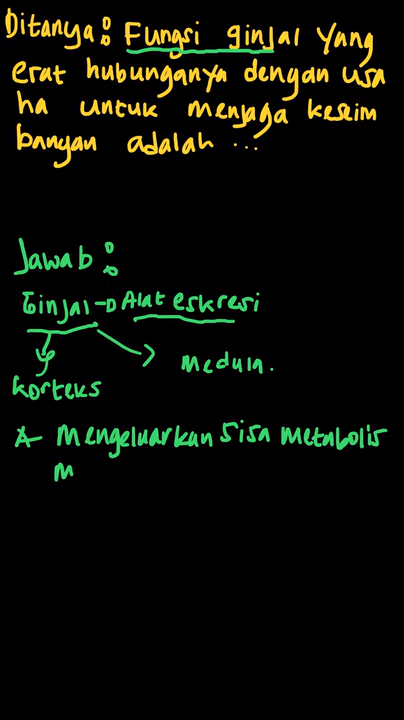 Ditanya: Fungsi ginjal yang
erat hubunganya dengan usa
ha untuk menjaga keseim
bangan adalah ...
Jawab:
Ginjal → Alat eskresi
Medula.
Korteks
* Mengeluarkan sisa metabolis
m